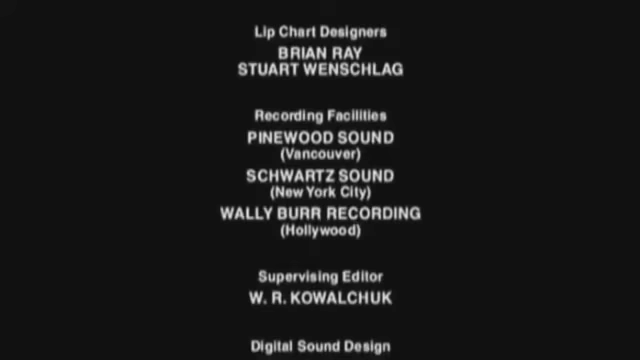 Lip Chart Designers
BRIAN RAY
STUART WENSCHLAG
Recording Facilities
PINEWOOD SOUND
(Vancouver)
SCHWARTZ SOUND
(New York City)
WALLY BURR RECORDING
(Hollywood)
Supervising Editor
W. R. KOWALCHUK
Digital Sound Design